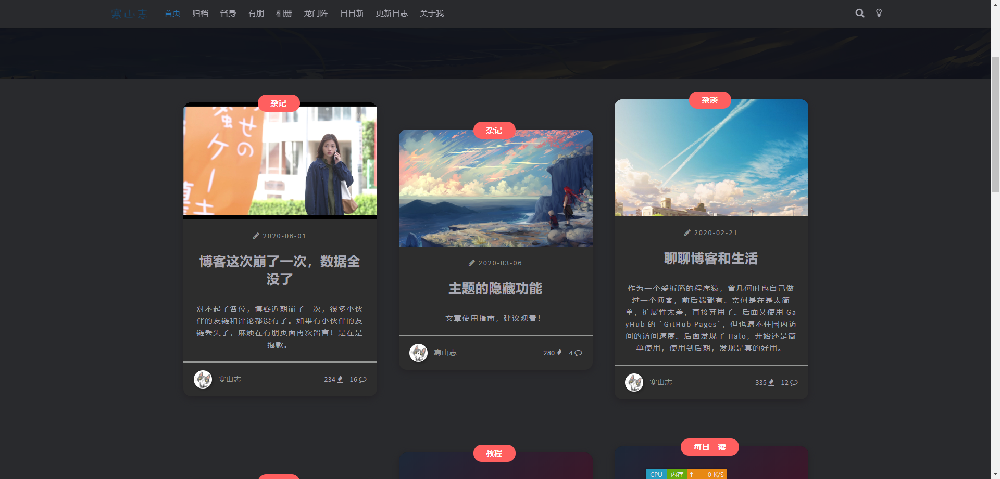 寒山志 首页 归档 省身 有朋 相册 龙门阵 日日新 更新日志 关于我
杂记
せの
ケー
2020-06-01
博客这次崩了一次，数据全
没了
对不起了各位，博客近期崩了一次，很多小伙
伴的友链和评论都没有了。如果有小伙伴的友
链丢失了，麻烦在有朋页面再次留言！是在是
抱歉。
寒山志 234 16
杂记
2020-03-06
主题的隐藏功能
文章使用指南，建议观看！
寒山志 280 4
杂谈
2020-02-21
聊聊博客和生活
作为一个爱折腾的程序猿，曾几何时也自己做
过一个博客，前后端都有。奈何是在是太简
单，扩展性太差，直接弃用了。后面又使用 Ga
yHub 的 `GitHub Pages`，但也遭不住国内访
问的访问速度。后面发现了 Halo，开始还是简
单使用，使用到后期，发现是真的好用。
寒山志 335 12
教程
每日一读
CPU 内存 0 K/S